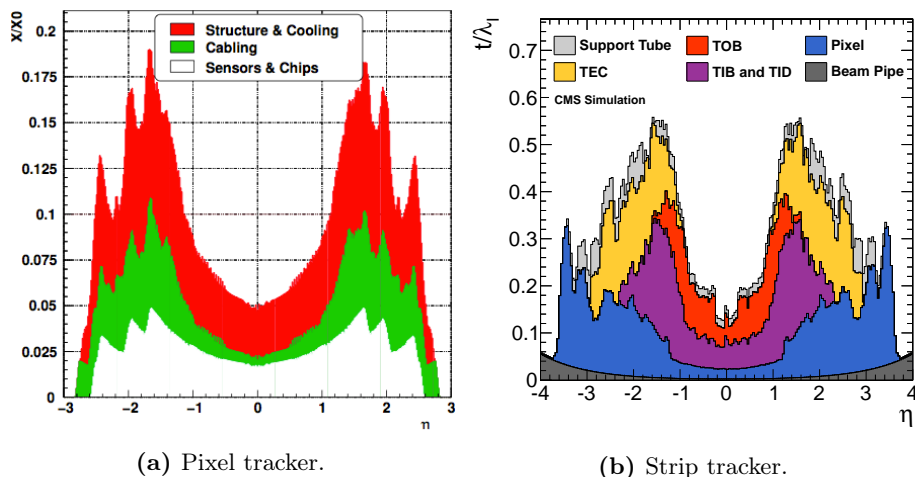 X/X0
0.2
0.175
0.15
0.125
0.1
0.075
0.05
0.025
0
Structure & Cooling
Cabling
Sensors & Chips
−3 −2 −1 0 1 2 3
η
(a) Pixel tracker.
t/λI
0.7
0.6
0.5
0.4
0.3
0.2
0.1
0
Support Tube TOB Pixel
TEC TIB and TID Beam Pipe
CMS Simulation
-4 -3 -2 -1 0 1 2 3 4
η
(b) Strip tracker.